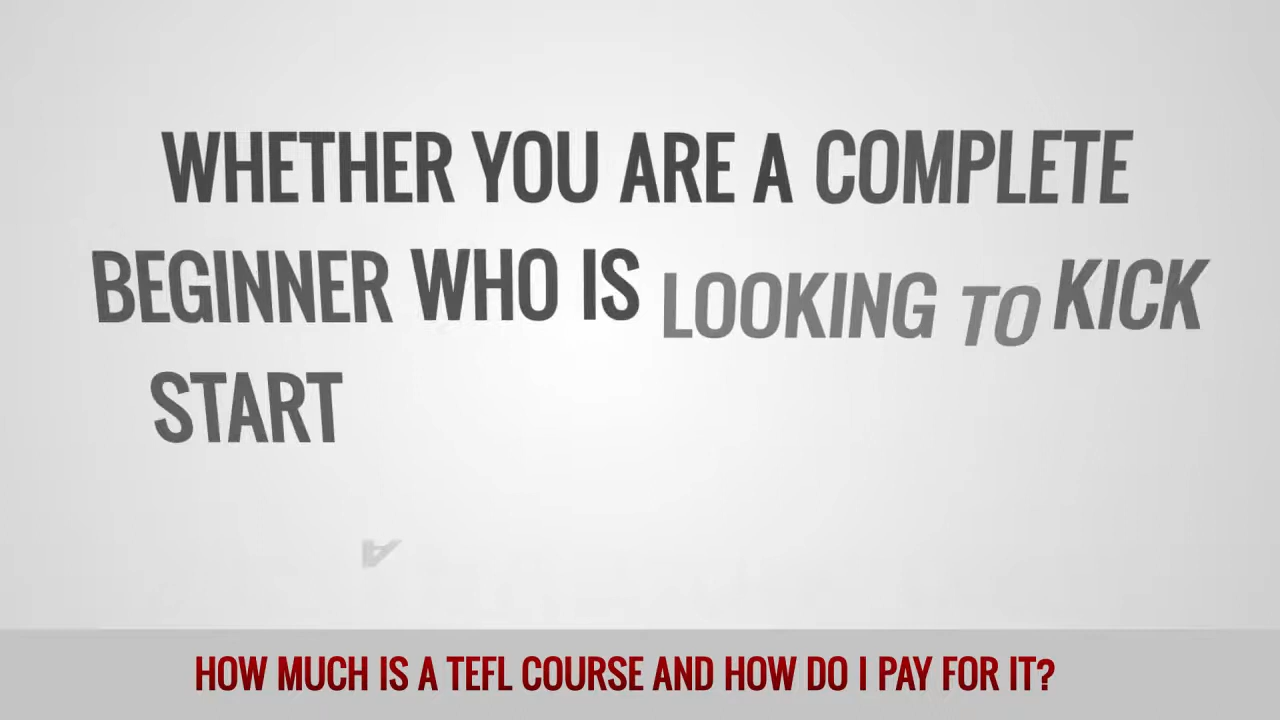 WHETHER YOU ARE A COMPLETE
BEGINNER WHO IS LOOKING TO KICK
START
A
HOW MUCH IS A TEFL COURSE AND HOW DO I PAY FOR IT?